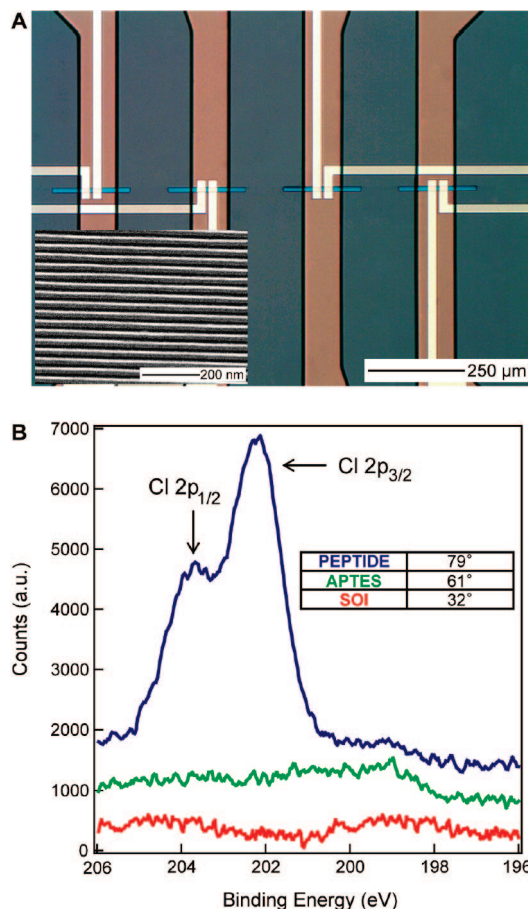 A
200 nm
250 μm
B
7000
6000
5000
4000
3000
2000
1000
0
Counts (a.u.)
Cl 2p1/2
Cl 2p3/2
PEPTIDE 79°
APTES 61°
SOI 32°
206 204 202 200 198 196
Binding Energy (eV)